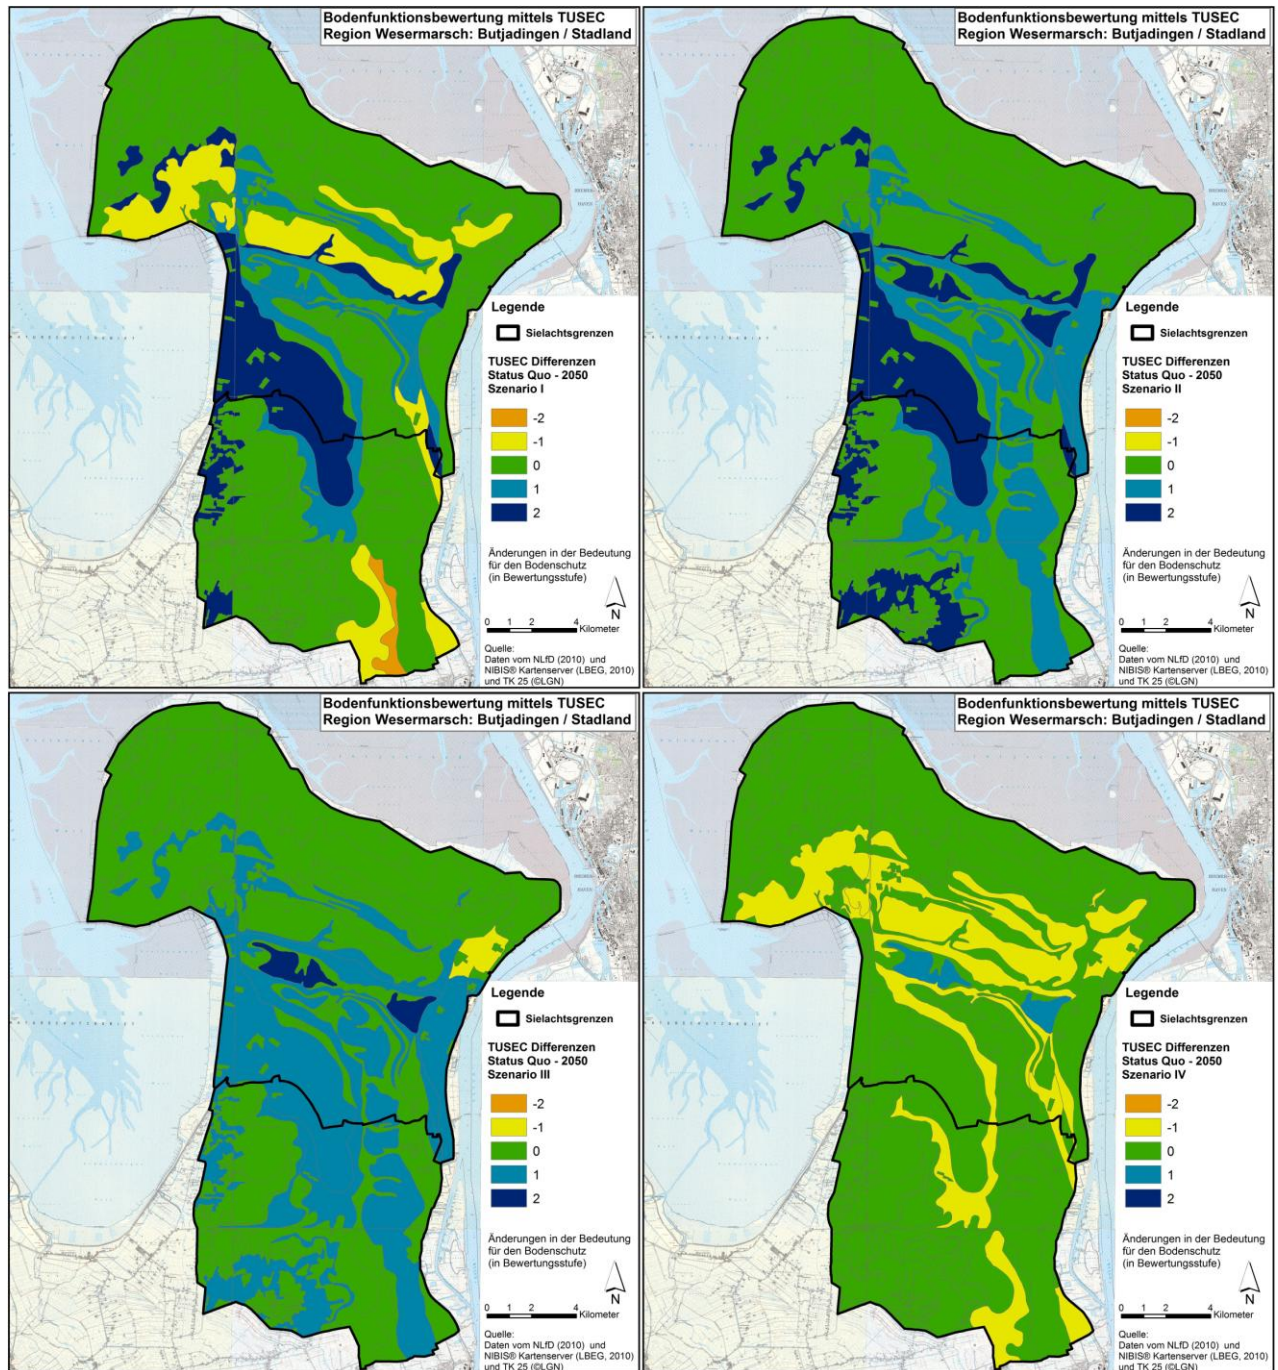 Bodenfunktionsbewertung mittels TUSEC
Region Wesermarsch: Butjadingen / Stadland
Legende
Sielachtsgrenzen
TUSEC Differenzen
Status Quo - 2050
Szenario I
-2
-1
0
1
2
Änderungen in der Bedeutung
für den Bodenschutz
(in Bewertungsstufe)
N
0 1 2 4
Kilometer
Quelle:
Daten vom NLfD (2010) und
NIBIS® Kartenserver (LBEG, 2010)
und TK 25 (©LGN)
Bodenfunktionsbewertung mittels TUSEC
Region Wesermarsch: Butjadingen / Stadland
Legende
Sielachtsgrenzen
TUSEC Differenzen
Status Quo - 2050
Szenario II
-2
-1
0
1
2
Änderungen in der Bedeutung
für den Bodenschutz
(in Bewertungsstufe)
N
0 1 2 4
Kilometer
Quelle:
Daten vom NLfD (2010) und
NIBIS® Kartenserver (LBEG, 2010)
und TK 25 (©LGN)
Bodenfunktionsbewertung mittels TUSEC
Region Wesermarsch: Butjadingen / Stadland
Legende
Sielachtsgrenzen
TUSEC Differenzen
Status Quo - 2050
Szenario III
-2
-1
0
1
2
Änderungen in der Bedeutung
für den Bodenschutz
(in Bewertungsstufe)
N
0 1 2 4
Kilometer
Quelle:
Daten vom NLfD (2010) und
NIBIS® Kartenserver (LBEG, 2010)
und TK 25 (©LGN)
Bodenfunktionsbewertung mittels TUSEC
Region Wesermarsch: Butjadingen / Stadland
Legende
Sielachtsgrenzen
TUSEC Differenzen
Status Quo - 2050
Szenario IV
-2
-1
0
1
2
Änderungen in der Bedeutung
für den Bodenschutz
(in Bewertungsstufe)
N
0 1 2 4
Kilometer
Quelle:
Daten vom NLfD (2010) und
NIBIS® Kartenserver (LBEG, 2010)
und TK 25 (©LGN)